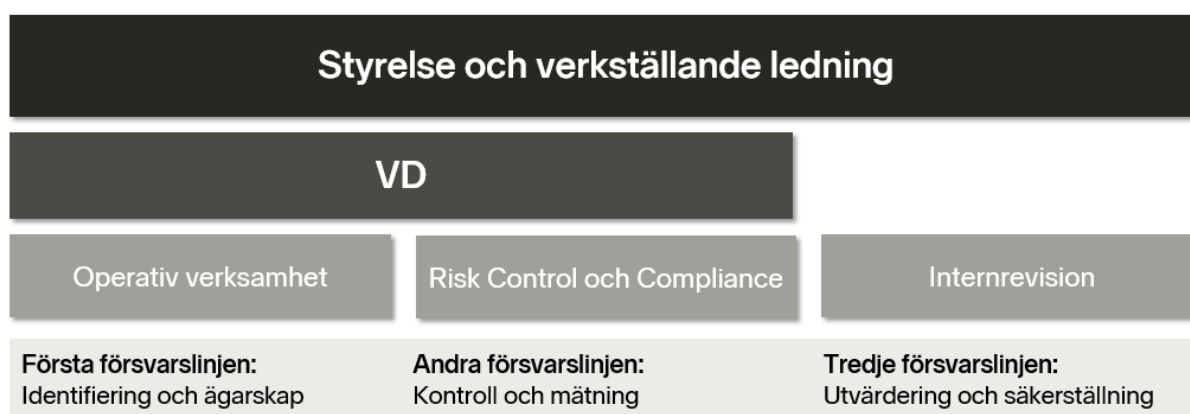 Styrelse och verkställande ledning
VD
Operativ verksamhet
Risk Control och Compliance
Internrevision
Första försvarslinjen:
Identifiering och ägarskap
Andra försvarslinjen:
Kontroll och mätning
Tredje försvarslinjen:
Utvärdering och säkerställning